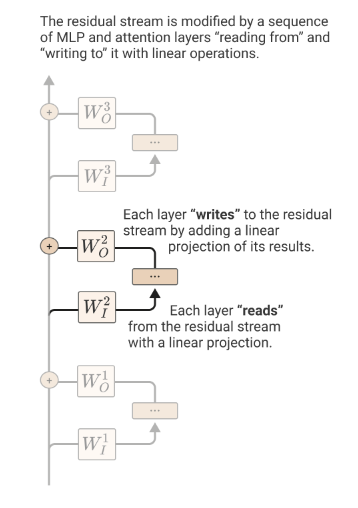 The residual stream is modified by a sequence
of MLP and attention layers “reading from” and
“writing to” it with linear operations.
+
W_O^3
...
W_I^3
Each layer “writes” to the residual
stream by adding a linear
projection of its results.
+
W_O^2
...
W_I^2
Each layer “reads”
from the residual stream
with a linear projection.
+
W_O^1
...
W_I^1